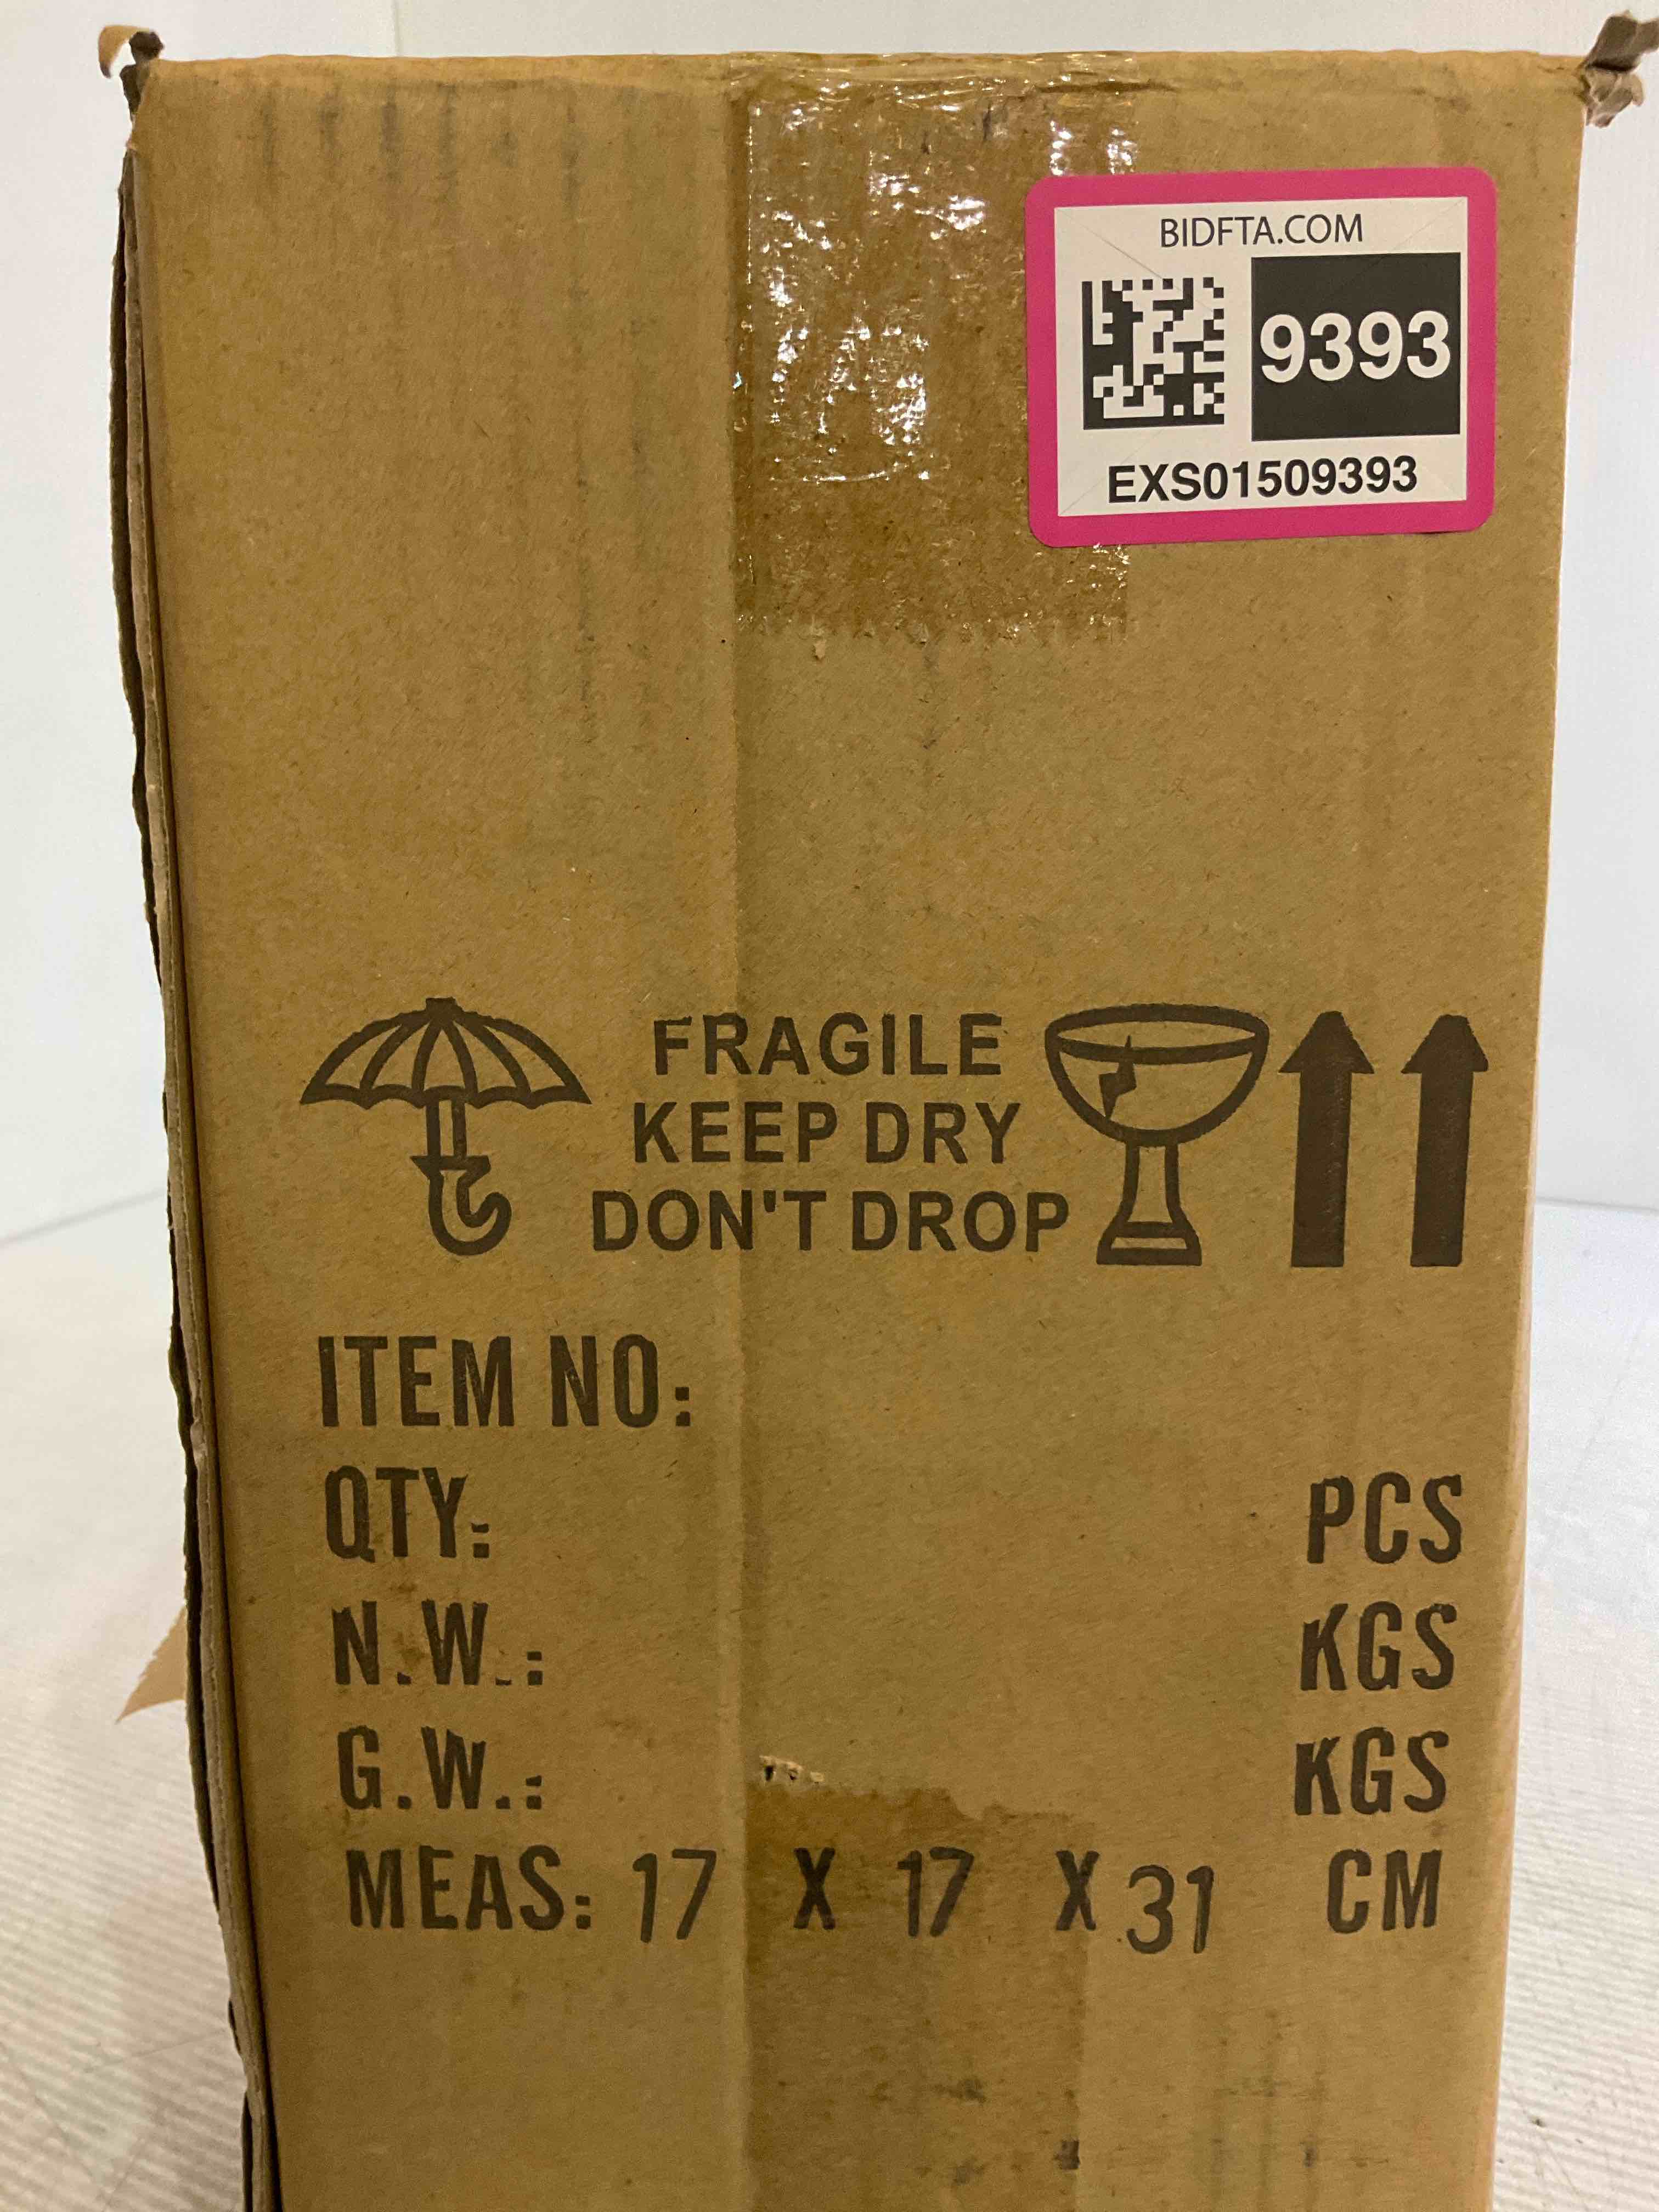 BIDFTA.COM
9393
EXS01509393
FRAGILE
KEEP DRY
DON'T DROP
ITEM NO:
QTY: PCS
N.W.: KGS
G.W.: KGS
MEAS: 17 X 17 X 31 CM